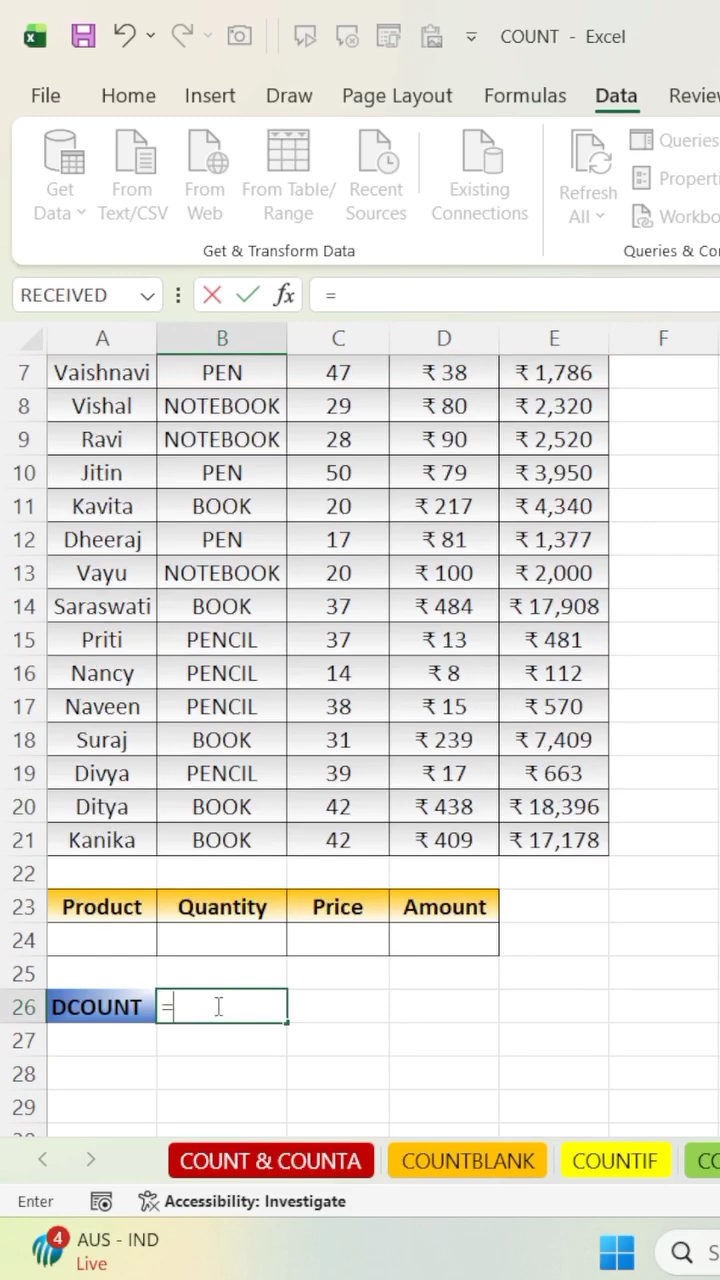 COUNT - Excel
File Home Insert Draw Page Layout Formulas Data Review
Get Data From Text/CSV From Web From Table/ Range Recent Sources Existing Connections Refresh All Queries
Get & Transform Data
RECEIVED fx =
A B C D E F
7 Vaishnavi PEN 47 ₹ 38 ₹ 1,786
8 Vishal NOTEBOOK 29 ₹ 80 ₹ 2,320
9 Ravi NOTEBOOK 28 ₹ 90 ₹ 2,520
10 Jitin PEN 50 ₹ 79 ₹ 3,950
11 Kavita BOOK 20 ₹ 217 ₹ 4,340
12 Dheeraj PEN 17 ₹ 81 ₹ 1,377
13 Vayu NOTEBOOK 20 ₹ 100 ₹ 2,000
14 Saraswati BOOK 37 ₹ 484 ₹ 17,908
15 Priti PENCIL 37 ₹ 13 ₹ 481
16 Nancy PENCIL 14 ₹ 8 ₹ 112
17 Naveen PENCIL 38 ₹ 15 ₹ 570
18 Suraj BOOK 31 ₹ 239 ₹ 7,409
19 Divya PENCIL 39 ₹ 17 ₹ 663
20 Ditya BOOK 42 ₹ 438 ₹ 18,396
21 Kanika BOOK 42 ₹ 409 ₹ 17,178
22
23 Product Quantity Price Amount
24
25
26 DCOUNT =
27
28
29
COUNT & COUNTA COUNTBLANK COUNTIF
Enter Accessibility: Investigate
4 AUS - IND
Live